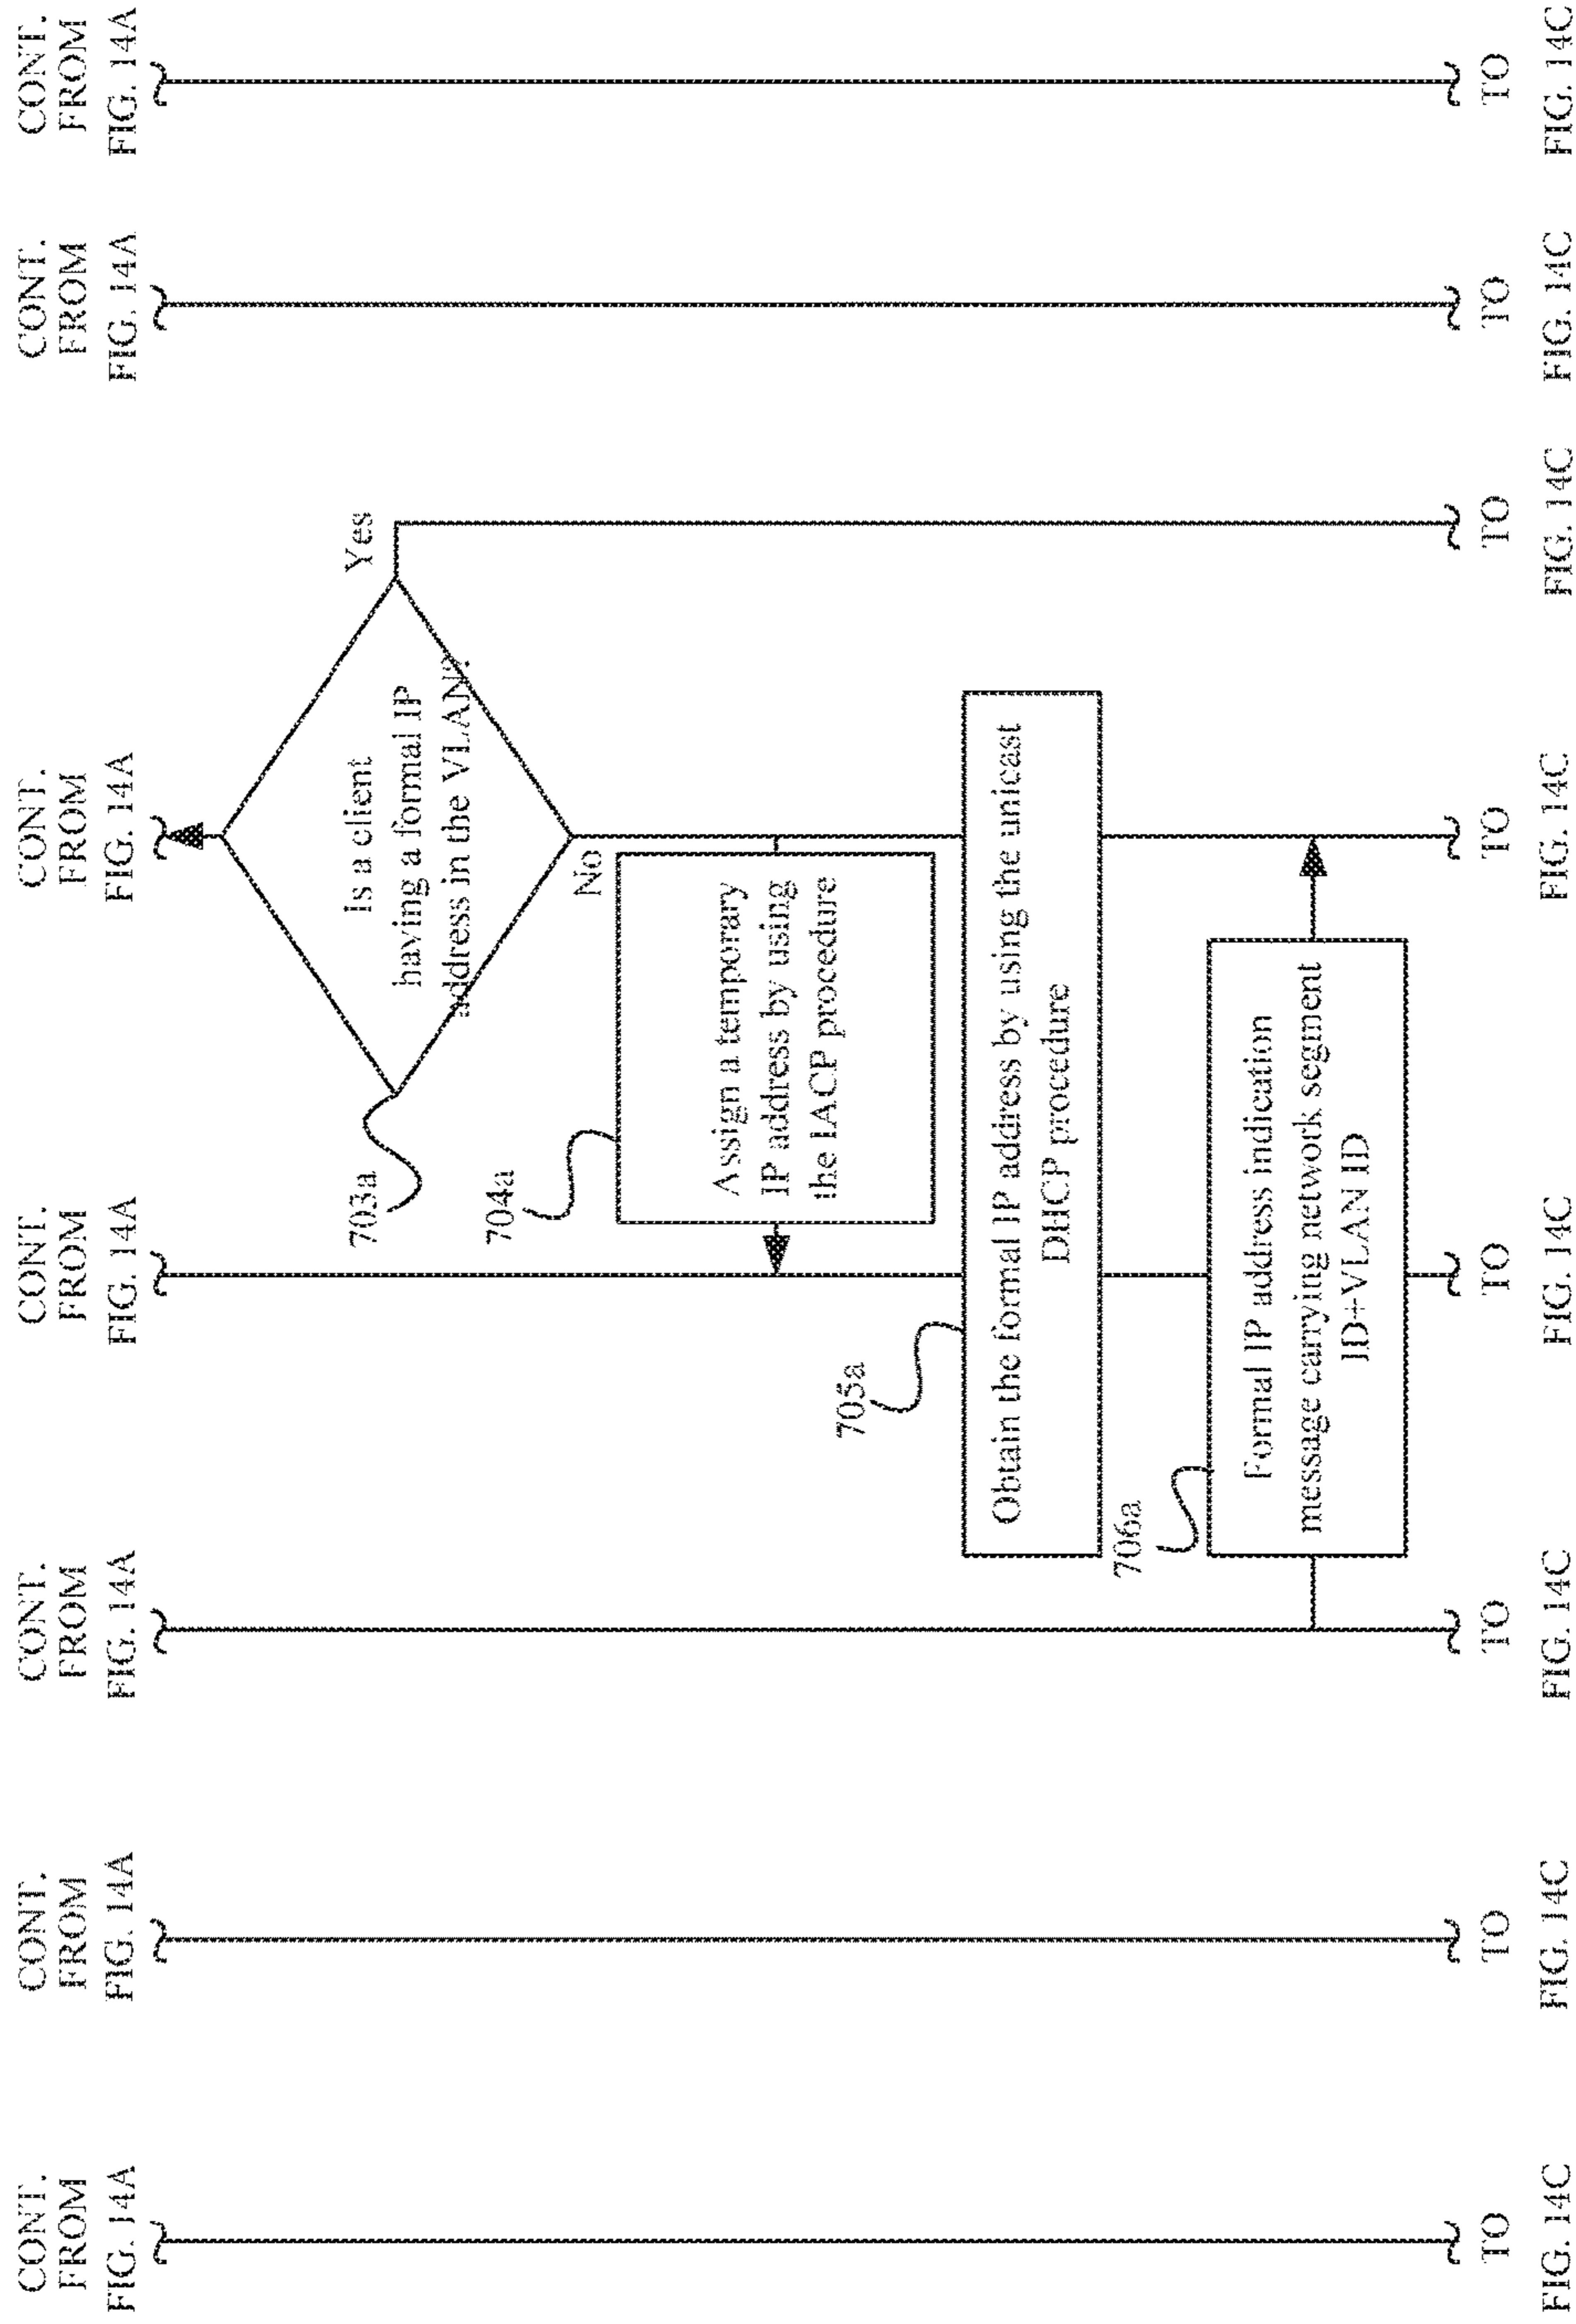 CONT.
FROM
FIG. 14A
CONT.
FROM
FIG. 14A
CONT.
FROM
FIG. 14A
CONT.
FROM
FIG. 14A
CONT.
FROM
FIG. 14A
CONT.
FROM
FIG. 14A
CONT.
FROM
FIG. 14A
703a
Is a client
having a formal IP
address in the VLAN?
Yes
No
704a
Assign a temporary
IP address by using
the IACP procedure
705a
Obtain the formal IP address by using the unicast
DHCP procedure
706a
Formal IP address indication
message carrying network segment
ID+VLAN ID
TO
FIG. 14C
TO
FIG. 14C
TO
FIG. 14C
TO
FIG. 14C
TO
FIG. 14C
TO
FIG. 14C
TO
FIG. 14C
TO
FIG. 14C